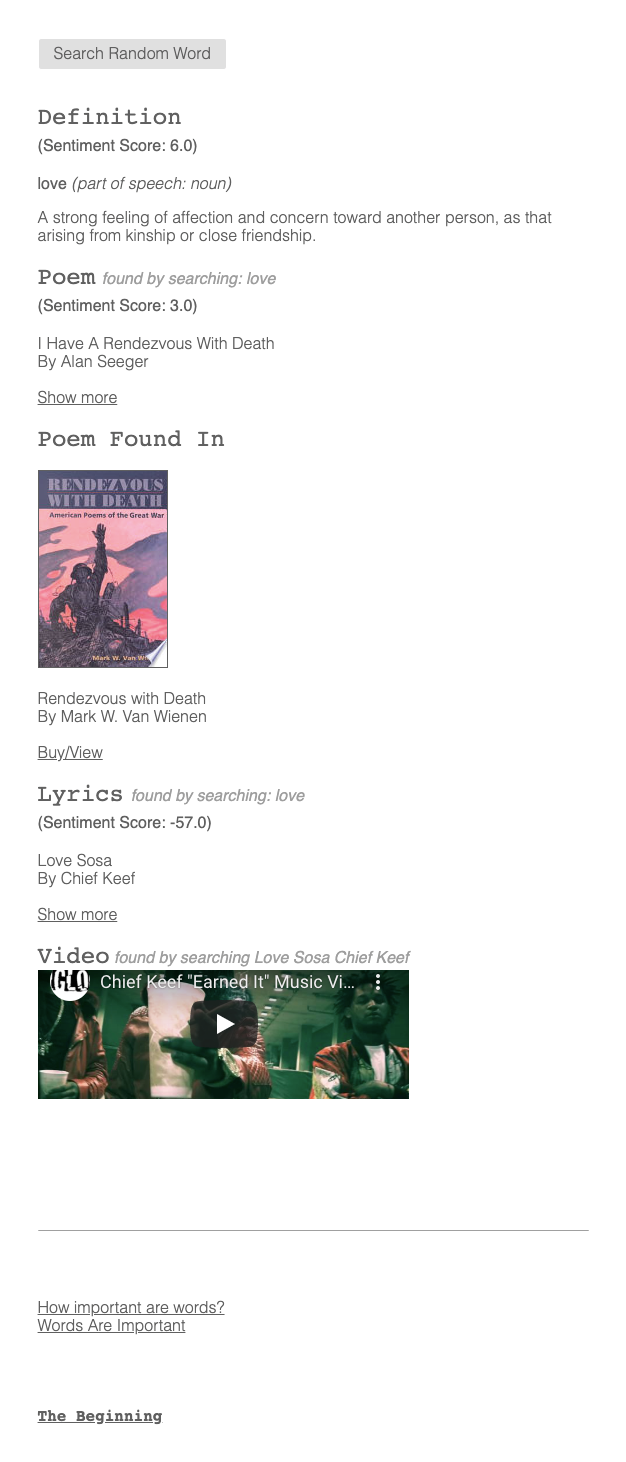 Search Random Word
Definition
(Sentiment Score: 6.0)
love (part of speech: noun)
A strong feeling of affection and concern toward another person, as that
arising from kinship or close friendship.
Poem found by searching: love
(Sentiment Score: 3.0)
I Have A Rendezvous With Death
By Alan Seeger
Show more
Poem Found In
RENDEZVOUS
WITH DEATH
American Poems of the Great War
Mark W. Van
Rendezvous with Death
By Mark W. Van Wienen
Buy/View
Lyrics found by searching: love
(Sentiment Score: -57.0)
Love Sosa
By Chief Keef
Show more
Video found by searching Love Sosa Chief Keef
Chief Keef "Earned It" Music Vi...
How important are words?
Words Are Important
The Beginning